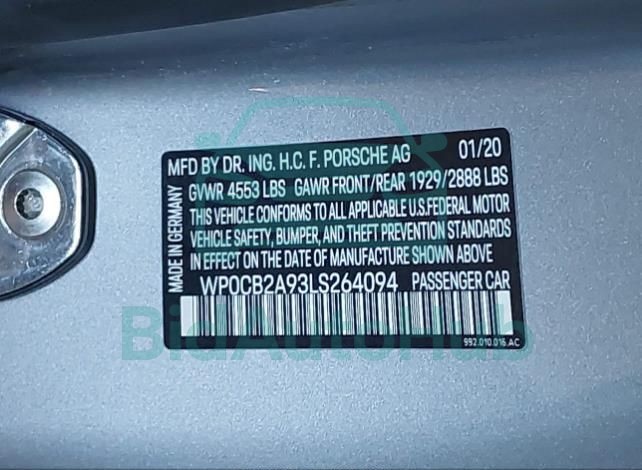 MFD BY DR. ING. H.C. F. PORSCHE AG 01/20
GVWR 4553 LBS GAWR FRONT/REAR 1929/2888 LBS
THIS VEHICLE CONFORMS TO ALL APPLICABLE U.S.FEDERAL MOTOR
VEHICLE SAFETY, BUMPER, AND THEFT PREVENTION STANDARDS
IN EFFECT ON THE DATE OF MANUFACTURE SHOWN ABOVE
WP0CB2A93LS264094 PASSENGER CAR
MADE IN GERMANY
992.010.016.AC
BidAutoHub